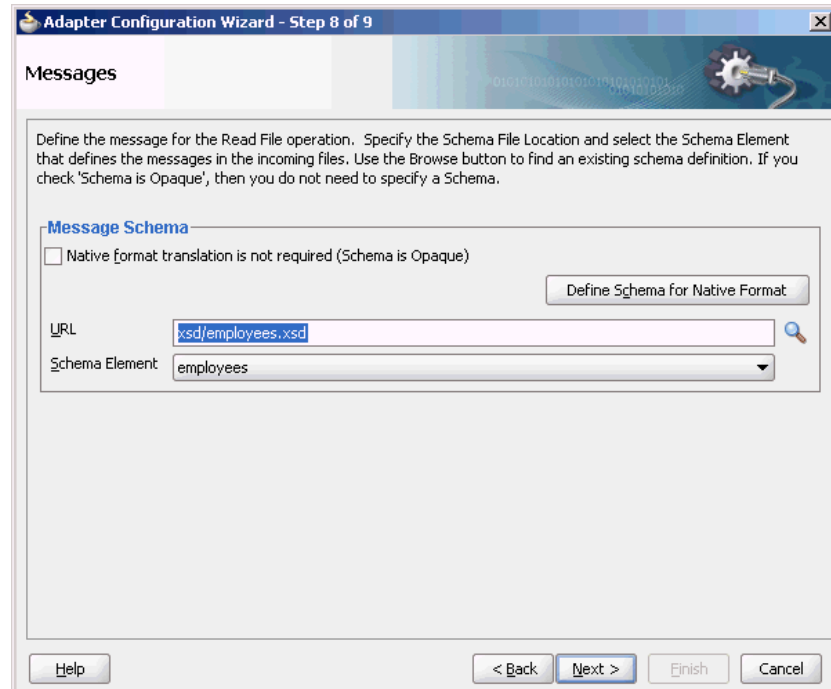 Adapter Configuration Wizard - Step 8 of 9
Messages
Define the message for the Read File operation. Specify the Schema File Location and select the Schema Element
that defines the messages in the incoming files. Use the Browse button to find an existing schema definition. If you
check 'Schema is Opaque', then you do not need to specify a Schema.
Message Schema
Native format translation is not required (Schema is Opaque)
Define Schema for Native Format
URL xsd/employees.xsd
Schema Element employees
Help < Back Next > Finish Cancel